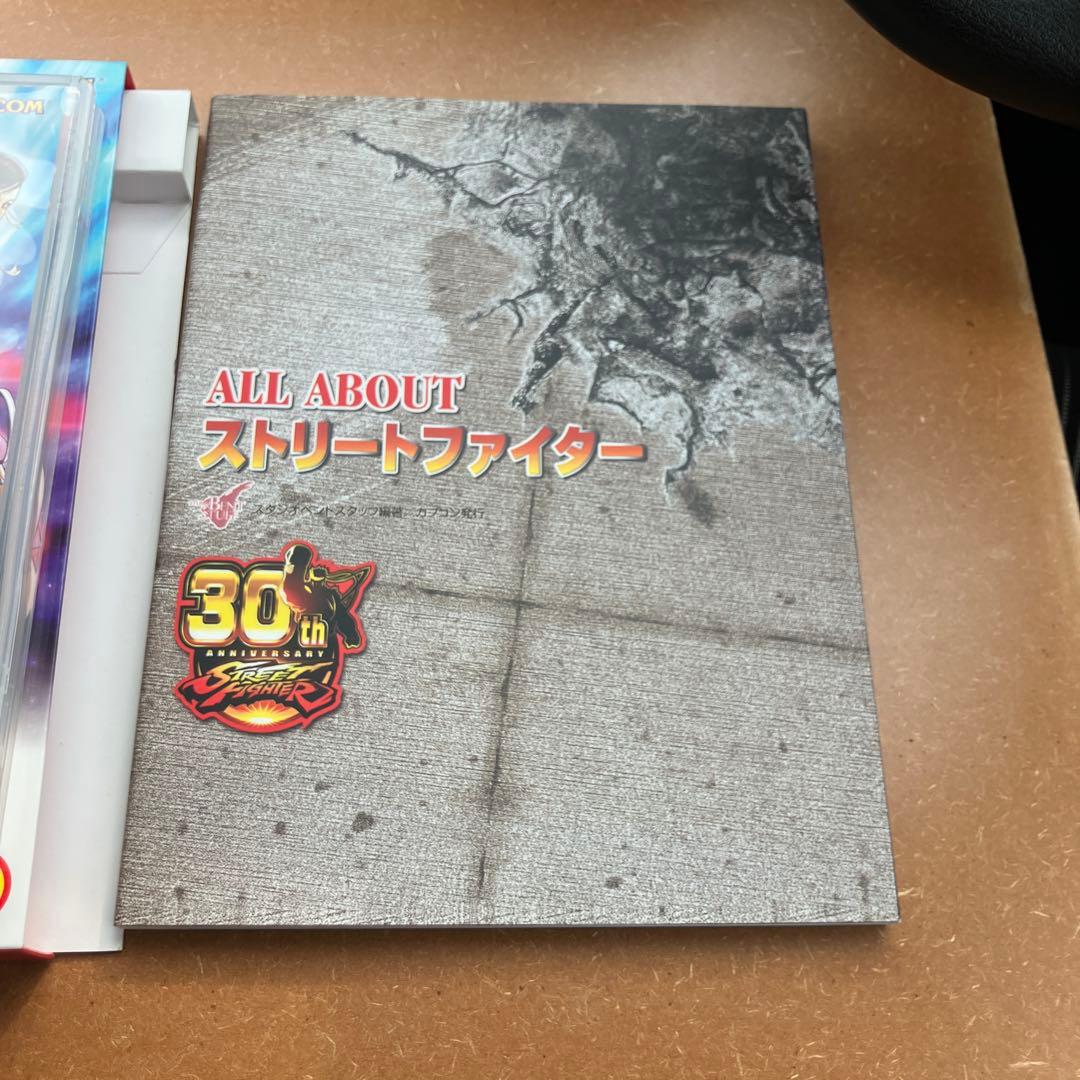 COM
ALL ABOUT
ストリートファイター
スタジオベントスタッフ編著 カプコン発行
30th
ANNIVERSARY
STREET
FIGHTER